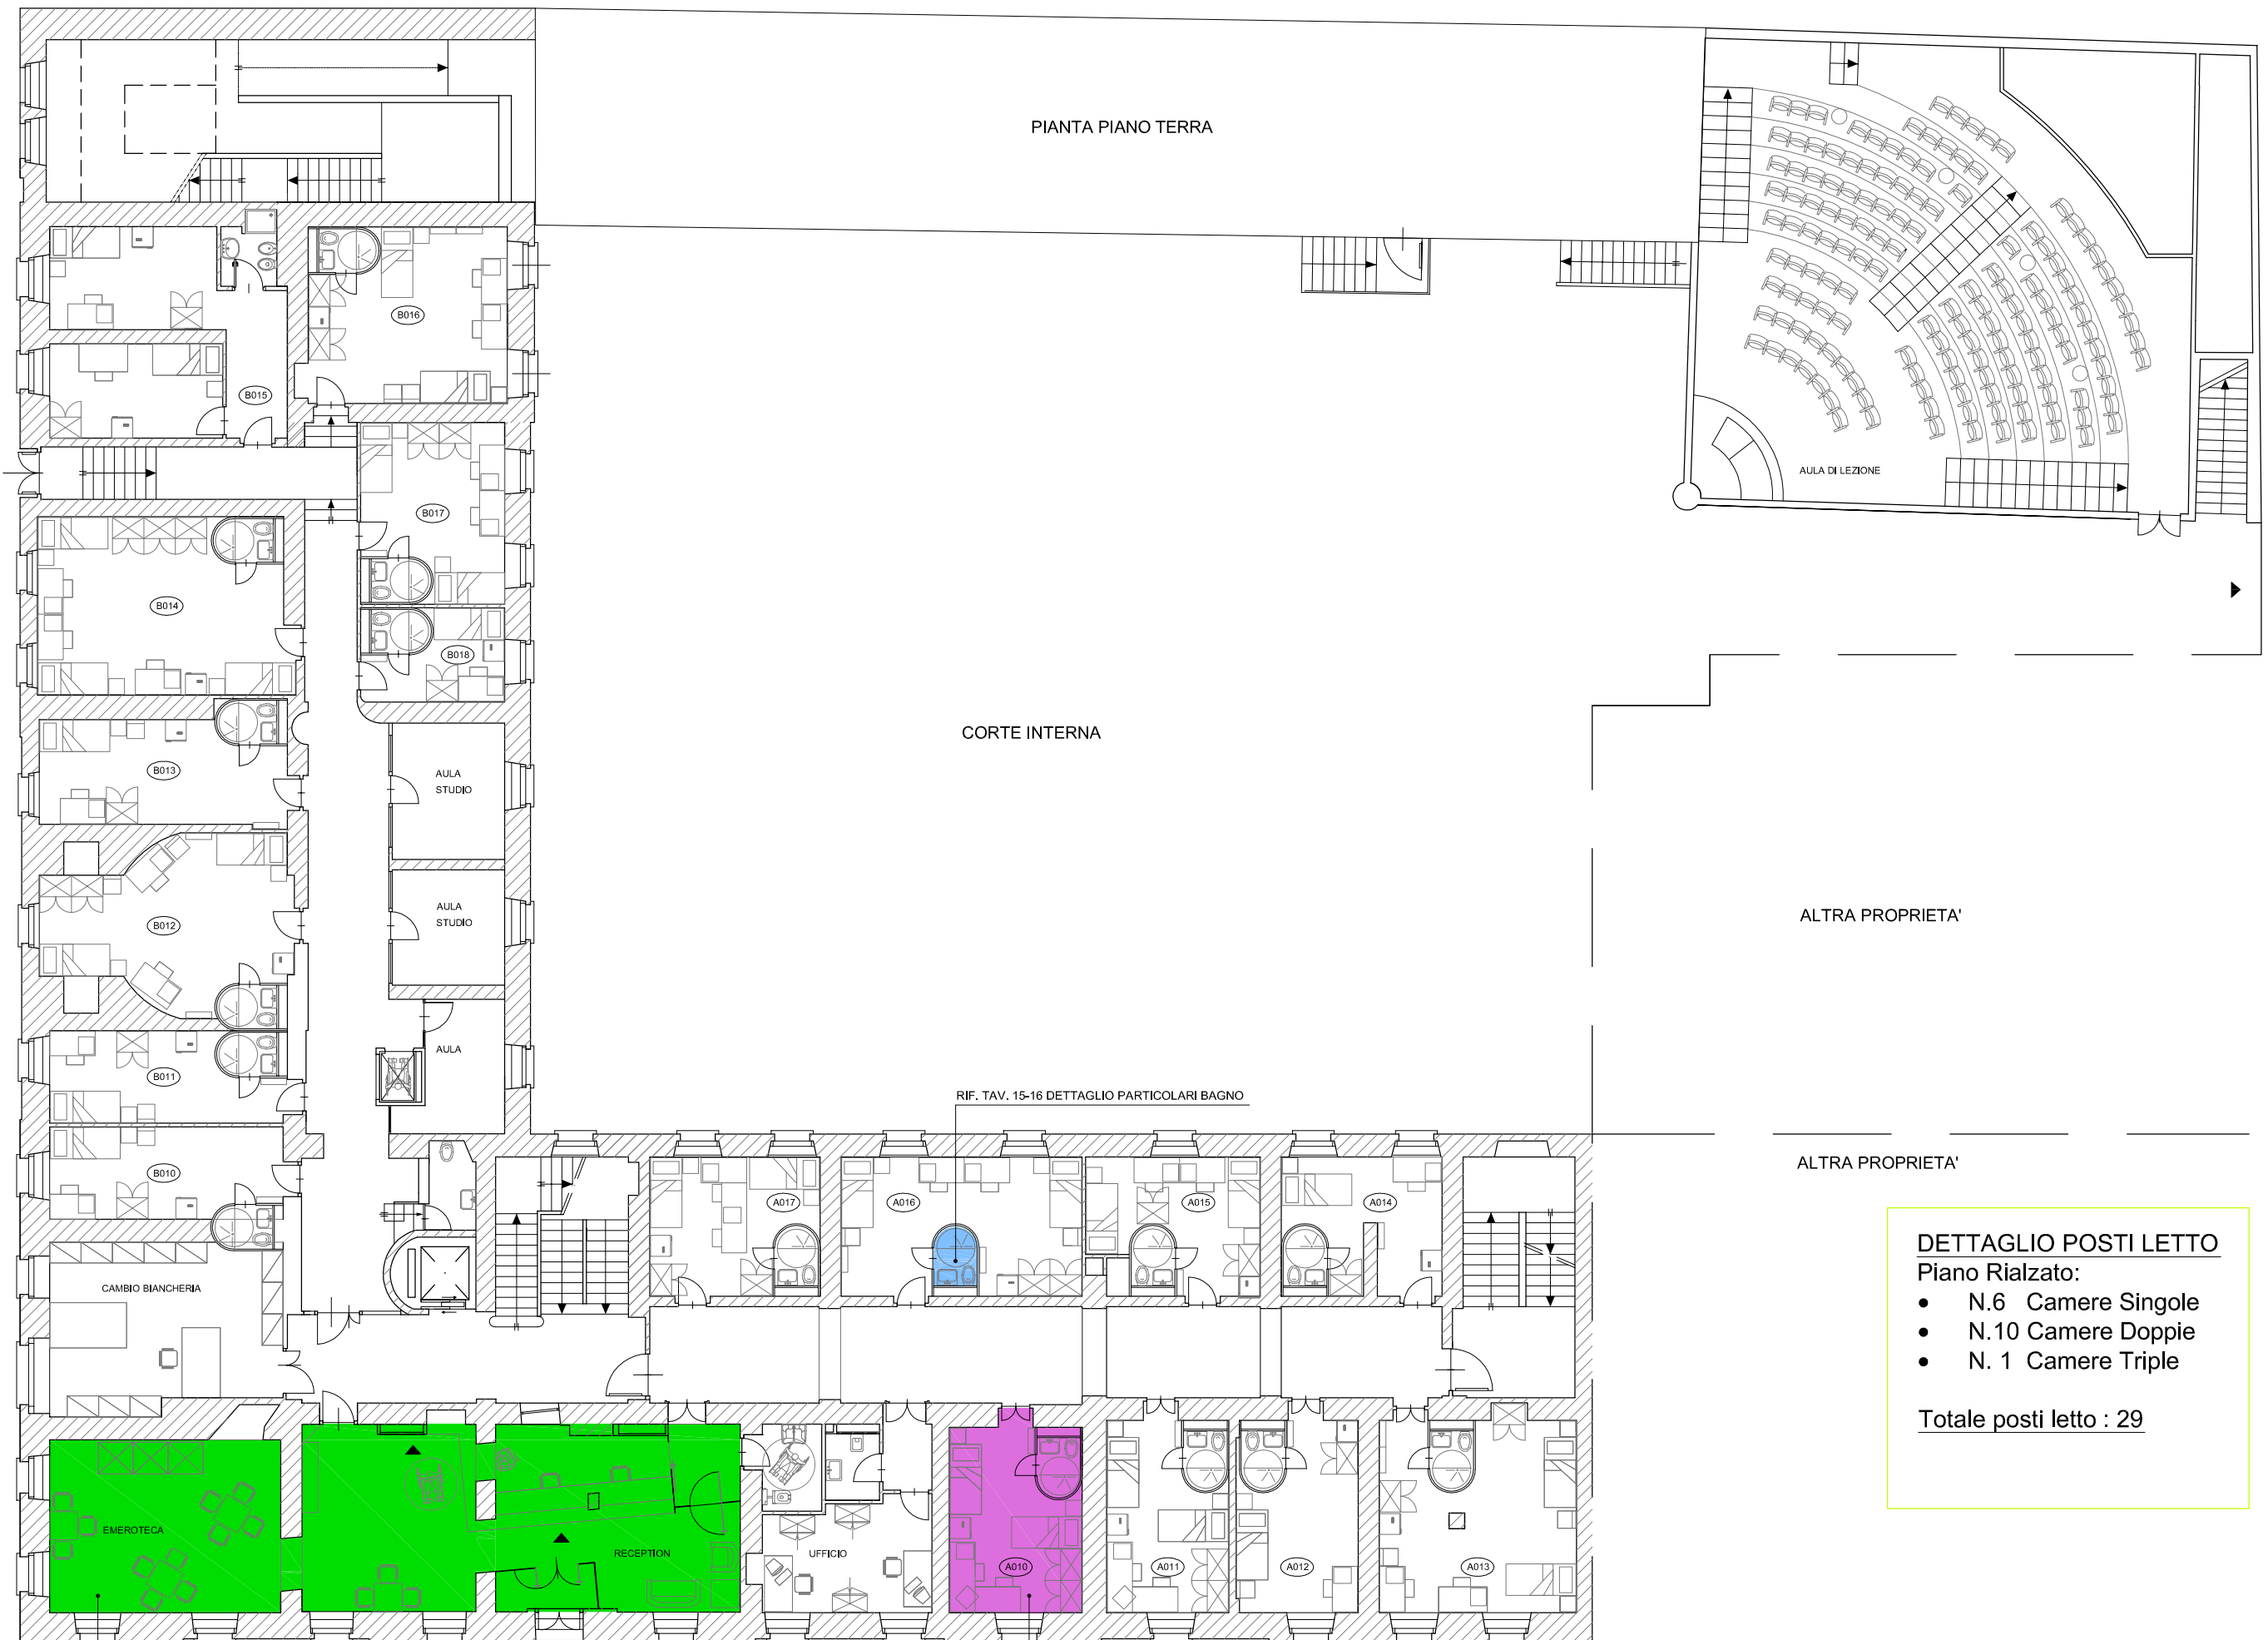 PIANTA PIANO TERRA
B016
B015
AULA DI LEZIONE
B017
B014
B018
CORTE INTERNA
B013
AULA
STUDIO
ALTRA PROPRIETA'
AULA
STUDIO
B012
AULA
B011
RIF. TAV. 15-16 DETTAGLIO PARTICOLARI BAGNO
ALTRA PROPRIETA'
B010
A017
A016
A015
A014
CAMBIO BIANCHERIA
DETTAGLIO POSTI LETTO
Piano Rialzato:
• N.6 Camere Singole
• N.10 Camere Doppie
• N. 1 Camere Triple
Totale posti letto : 29
EMEROTECA
RECEPTION
UFFICIO
A010
A011
A012
A013